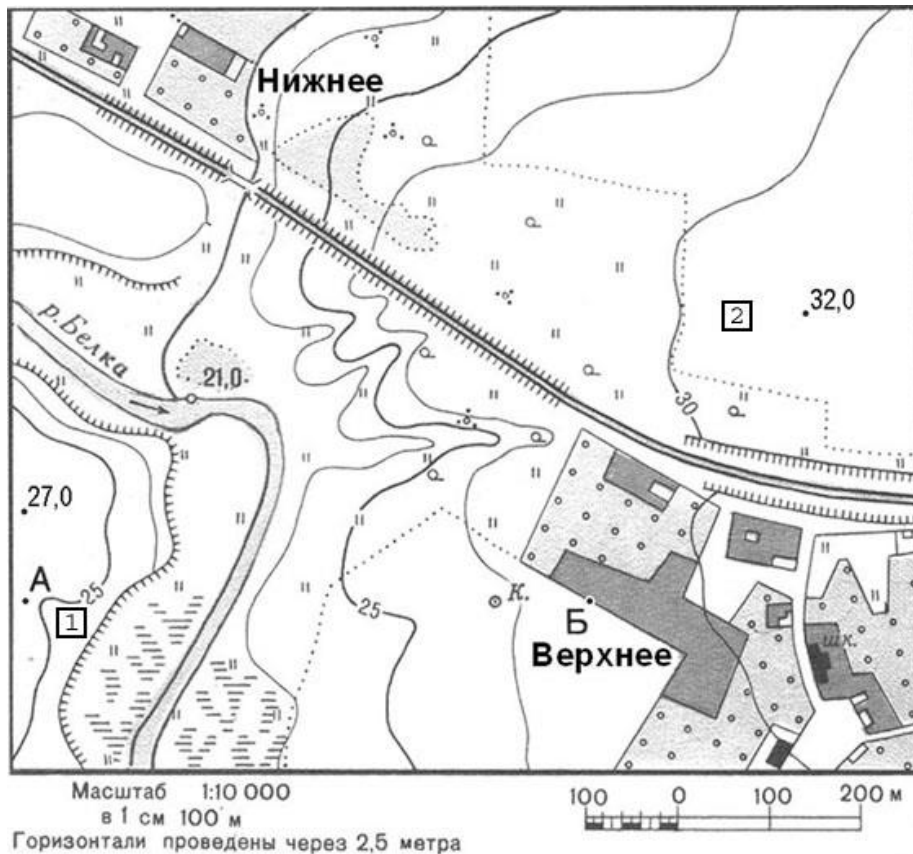 Нижнее
р. Белка
21,0
2
32,0
27,0
30
А
25
1
25
К.
Б
Верхнее
шк.
Масштаб 1:10 000
в 1 см 100 м
100 0 100 200 м
Горизонтали проведены через 2,5 метра